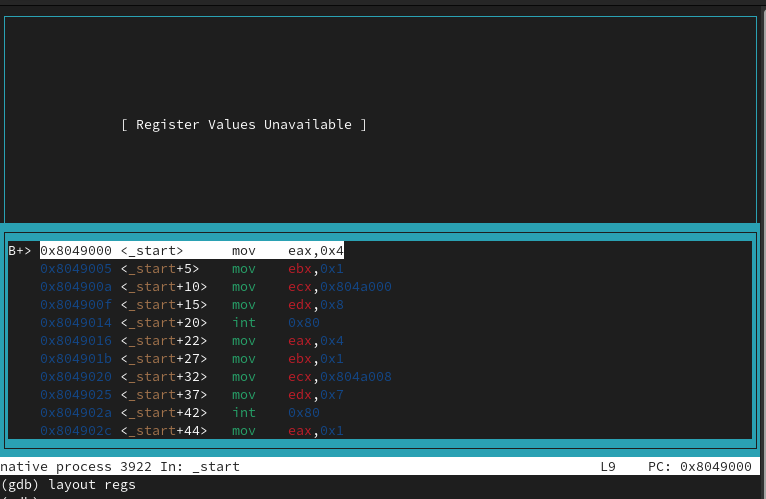 [ Register Values Unavailable ]
B+> 0x8049000 <_start> mov eax,0x4
0x8049005 <_start+5> mov ebx,0x1
0x804900a <_start+10> mov ecx,0x804a000
0x804900f <_start+15> mov edx,0x8
0x8049014 <_start+20> int 0x80
0x8049016 <_start+22> mov eax,0x4
0x804901b <_start+27> mov ebx,0x1
0x8049020 <_start+32> mov ecx,0x804a008
0x8049025 <_start+37> mov edx,0x7
0x804902a <_start+42> int 0x80
0x804902c <_start+44> mov eax,0x1
native process 3922 In: _start L9 PC: 0x8049000
(gdb) layout regs